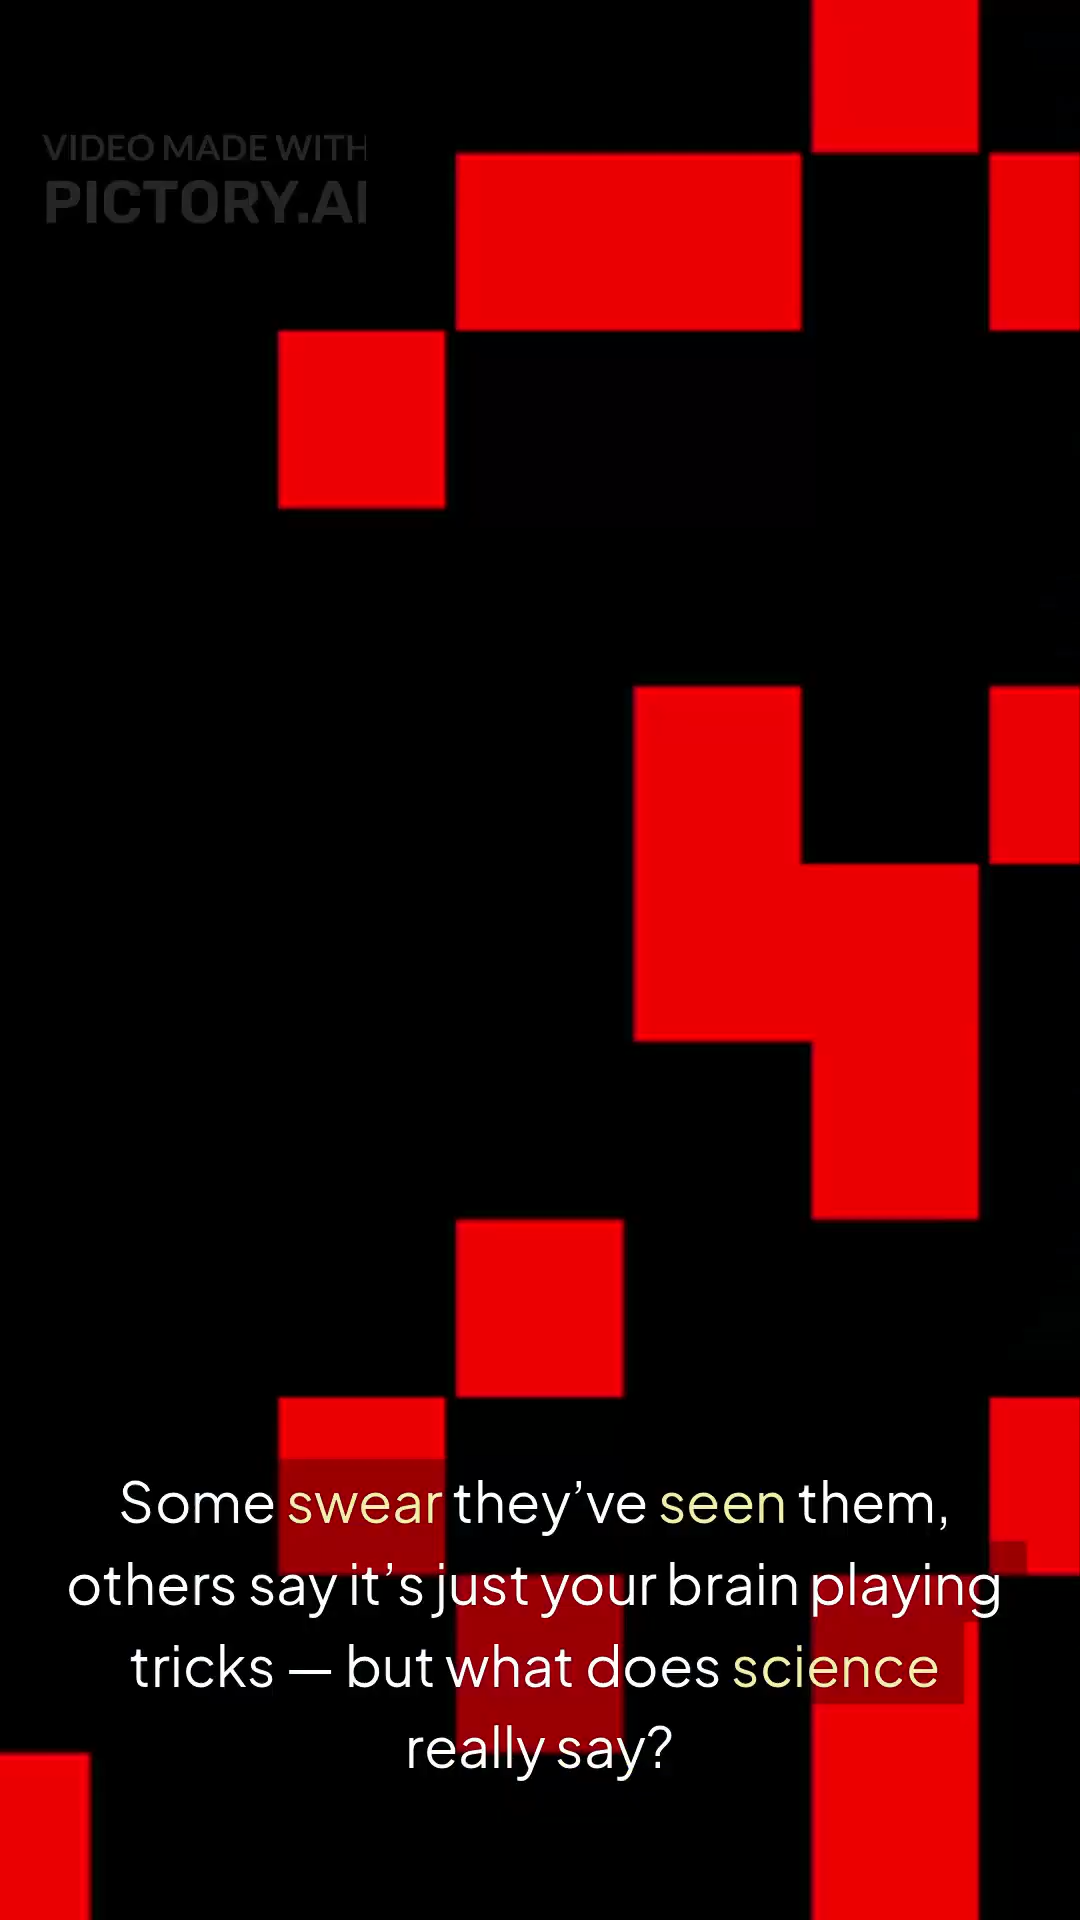 VIDEO MADE WITH
PICTORY.AI
Some swear they’ve seen them,
others say it’s just your brain playing
tricks — but what does science
really say?